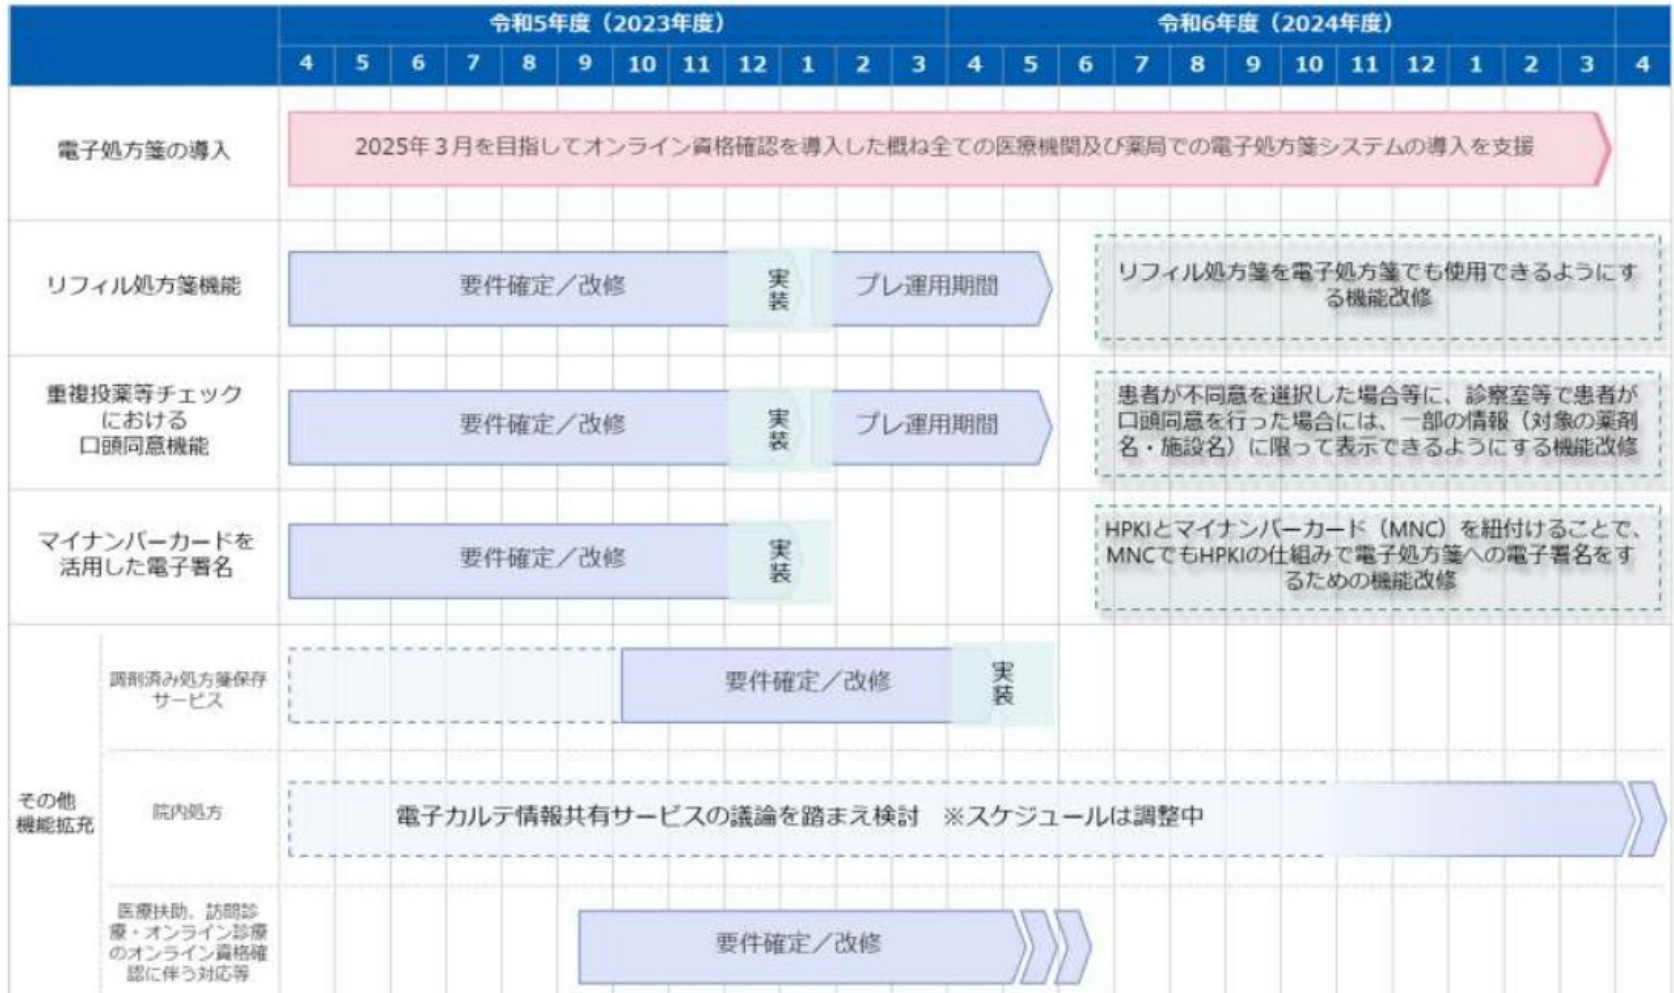 令和5年度（2023年度）
令和6年度（2024年度）
4 5 6 7 8 9 10 11 12 1 2 3 4 5 6 7 8 9 10 11 12 1 2 3 4
電子処方箋の導入
2025年３月を目指してオンライン資格確認を導入した概ね全ての医療機関及び薬局での電子処方箋システムの導入を支援
リフィル処方箋機能
要件確定／改修
実
装
プレ運用期間
リフィル処方箋を電子処方箋でも使用できるようにす
る機能改修
重複投薬等チェック
における
口頭同意機能
要件確定／改修
実
装
プレ運用期間
患者が不同意を選択した場合等に、診察室等で患者が
口頭同意を行った場合には、一部の情報（対象の薬剤
名・施設名）に限って表示できるようにする機能改修
マイナンバーカードを
活用した電子署名
要件確定／改修
実
装
HPKIとマイナンバーカード（MNC）を紐付けることで、
MNCでもHPKIの仕組みで電子処方箋への電子署名をす
るための機能改修
その他
機能拡充
調剤済み処方箋保存
サービス
要件確定／改修
実
装
院内処方
電子カルテ情報共有サービスの議論を踏まえ検討　※スケジュールは調整中
医療扶助、訪問診
療・オンライン診療
のオンライン資格確
認に伴う対応等
要件確定／改修